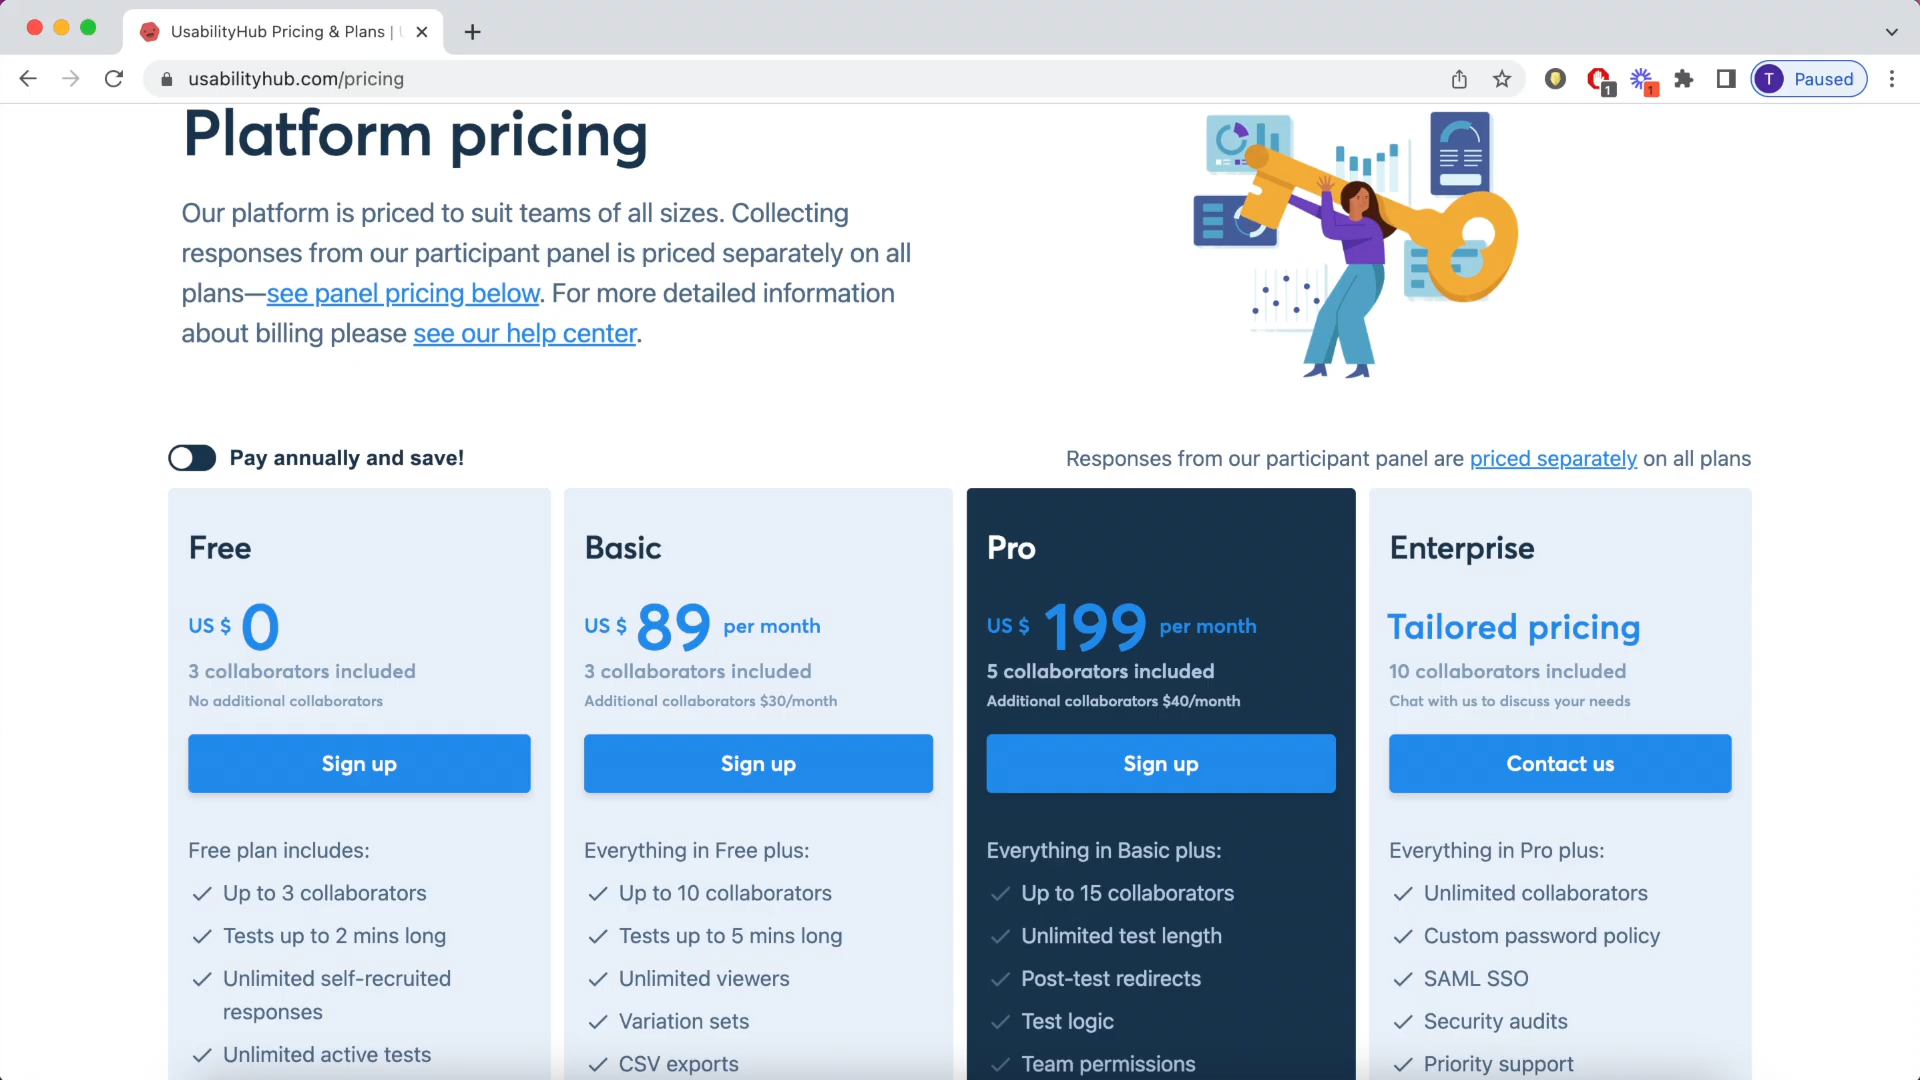 UsabilityHub Pricing & Plans |
usabilityhub.com/pricing
1
1
T
Paused
Platform pricing
Our platform is priced to suit teams of all sizes. Collecting
responses from our participant panel is priced separately on all
plans—see panel pricing below. For more detailed information
about billing please see our help center.
Pay annually and save!
Responses from our participant panel are priced separately on all plans
Free
US $ 0
3 collaborators included
No additional collaborators
Sign up
Free plan includes:
Up to 3 collaborators
Tests up to 2 mins long
Unlimited self-recruited
responses
Unlimited active tests
Basic
US $ 89 per month
3 collaborators included
Additional collaborators $30/month
Sign up
Everything in Free plus:
Up to 10 collaborators
Tests up to 5 mins long
Unlimited viewers
Variation sets
CSV exports
Pro
US $ 199 per month
5 collaborators included
Additional collaborators $40/month
Sign up
Everything in Basic plus:
Up to 15 collaborators
Unlimited test length
Post-test redirects
Test logic
Team permissions
Enterprise
Tailored pricing
10 collaborators included
Chat with us to discuss your needs
Contact us
Everything in Pro plus:
Unlimited collaborators
Custom password policy
SAML SSO
Security audits
Priority support